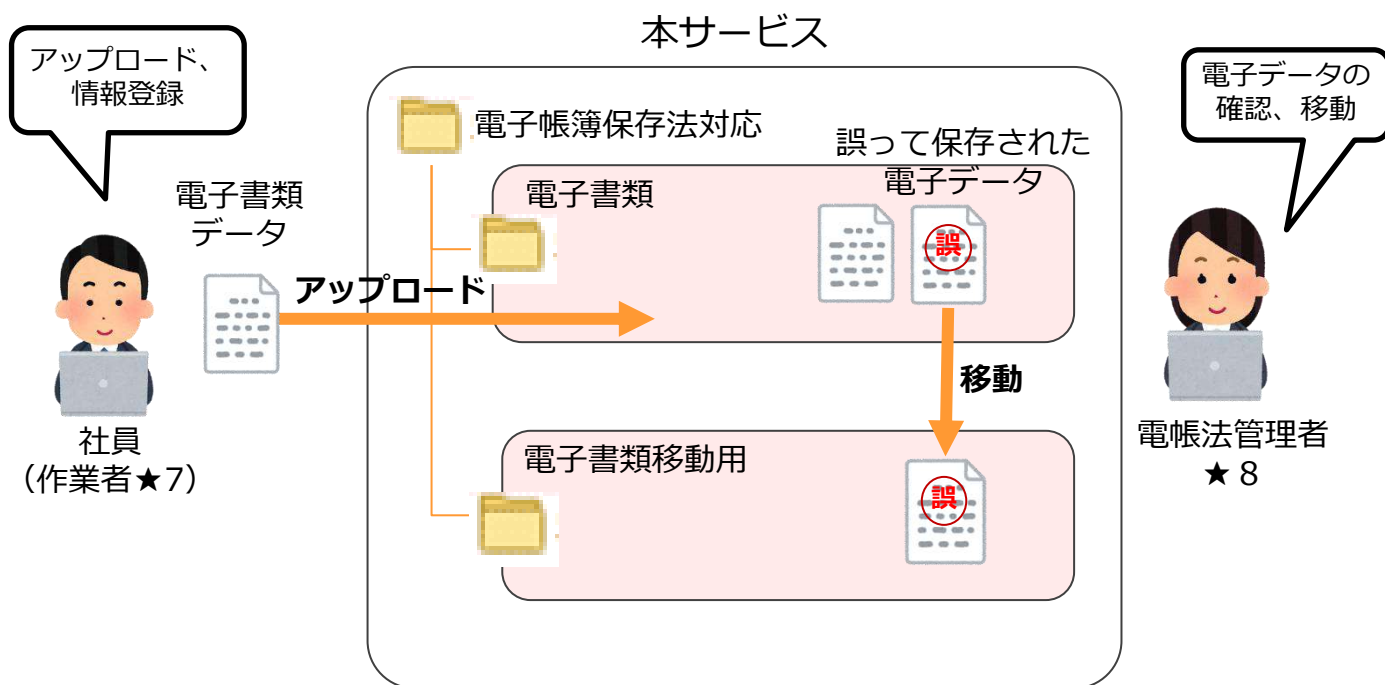 本サービス
アップロード、
情報登録
電子データの
確認、移動
電子帳簿保存法対応
誤って保存された
電子データ
電子書類
データ
電子書類
誤
アップロード
移動
社員
（作業者★7）
電帳法管理者
★８
電子書類移動用
誤